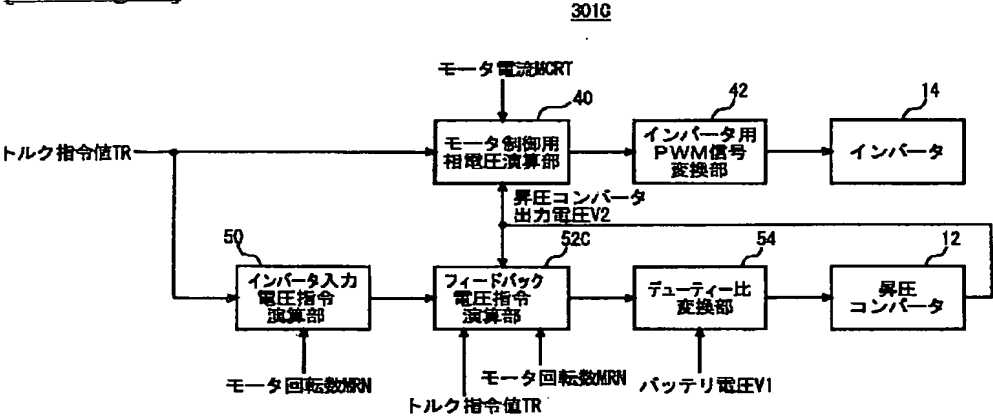 301C
モータ電流MCRT
40
42
14
トルク指令値TR
モータ制御用
相電圧演算部
インバータ用
PWM信号
変換部
インバータ
昇圧コンバータ
出力電圧V2
50
52C
54
12
インバータ入力
電圧指令
演算部
フィードバック
電圧指令
演算部
デューティー比
変換部
昇圧
コンバータ
モータ回転数MRN
モータ回転数MRN
バッテリ電圧V1
トルク指令値TR